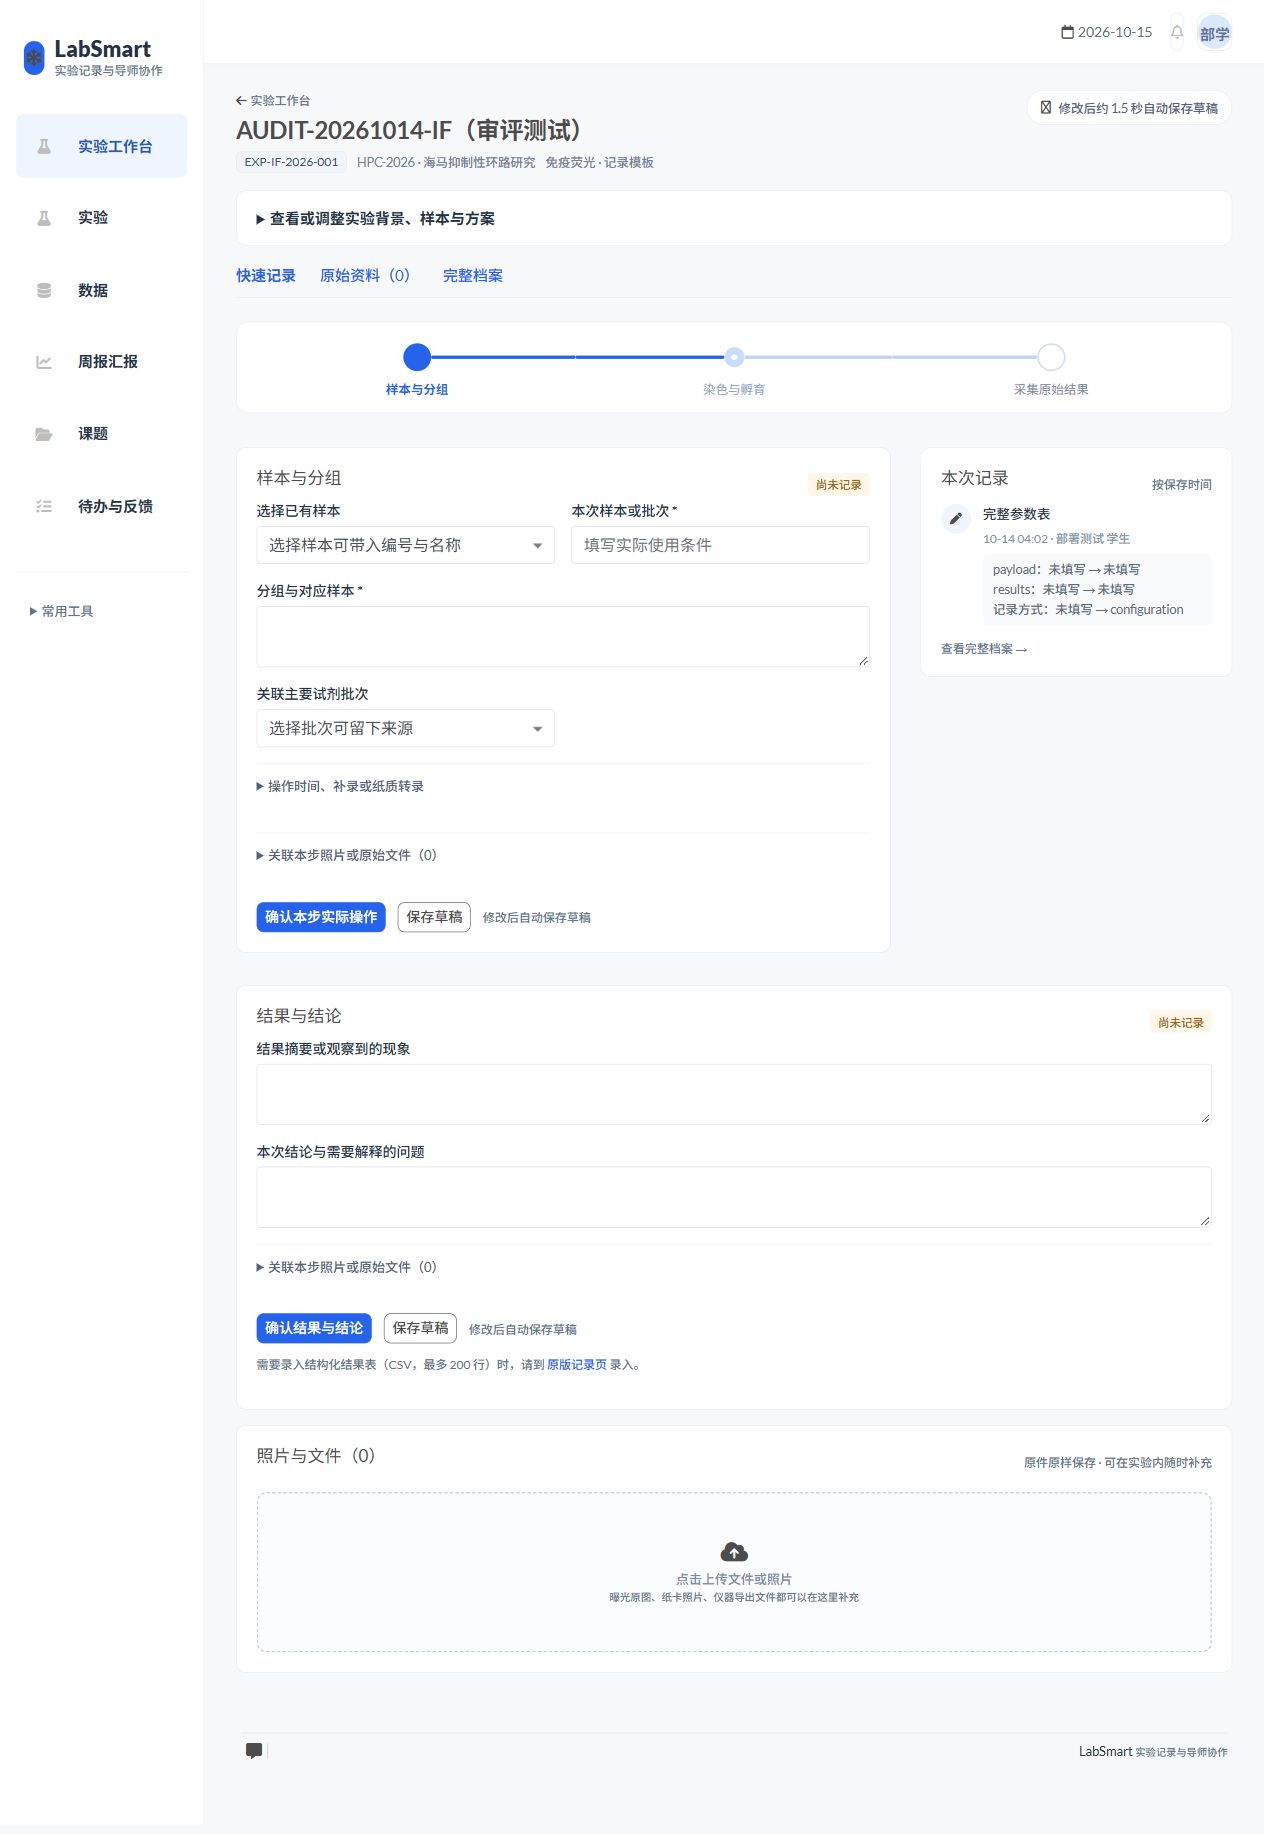 LabSmart
实验记录与导师协作
实验工作台
实验
数据
周报汇报
课题
待办与反馈
常用工具
2026-10-15
部学
实验工作台
AUDIT-20261014-IF（审评测试）
EXP-IF-2026-001 HPC-2026 · 海马抑制性环路研究 免疫荧光 · 记录模板
修改后约 1.5 秒自动保存草稿
查看或调整实验背景、样本与方案
快速记录 原始资料（0） 完整档案
样本与分组 染色与孵育 采集原始结果
样本与分组
尚未记录
选择已有样本 本次样本或批次 *
选择样本可带入编号与名称 填写实际使用条件
分组与对应样本 *
关联主要试剂批次
选择批次可留下来源
操作时间、补录或纸质转录
关联本步照片或原始文件（0）
确认本步实际操作 保存草稿 修改后自动保存草稿
本次记录
按保存时间
完整参数表
10-14 04:02 · 部署测试 学生
payload：未填写 → 未填写
results：未填写 → 未填写
记录方式：未填写 → configuration
查看完整档案 →
结果与结论
尚未记录
结果摘要或观察到的现象
本次结论与需要解释的问题
关联本步照片或原始文件（0）
确认结果与结论 保存草稿 修改后自动保存草稿
需要录入结构化结果表（CSV，最多 200 行）时，请到 原版记录页 录入。
照片与文件（0）
原件原样保存 · 可在实验内随时补充
点击上传文件或照片
曝光原图、纸卡照片、仪器导出文件都可以在这里补充
LabSmart 实验记录与导师协作